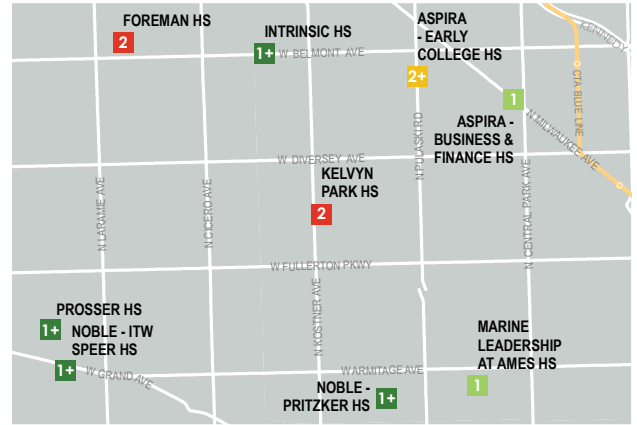 FOREMAN HS
2
INTRINSIC HS
1+
W BELMONT AVE
ASPIRA
- EARLY
COLLEGE HS
2+
KENNEDY
CTA BLUE LINE
1
N MILWAUKEE AVE
ASPIRA -
BUSINESS &
FINANCE HS
N PULASKI RD
W DIVERSEY AVE
KELVYN
PARK HS
2
N LARAMIE AVE
N CICERO AVE
N CENTRAL PARK AVE
W FULLERTON PKWY
N KOSTNER AVE
PROSSER HS
1+
NOBLE - ITW
SPEER HS
1+
W GRAND AVE
MARINE
LEADERSHIP
AT AMES HS
1
W ARMITAGE AVE
NOBLE -
PRITZKER HS
1+